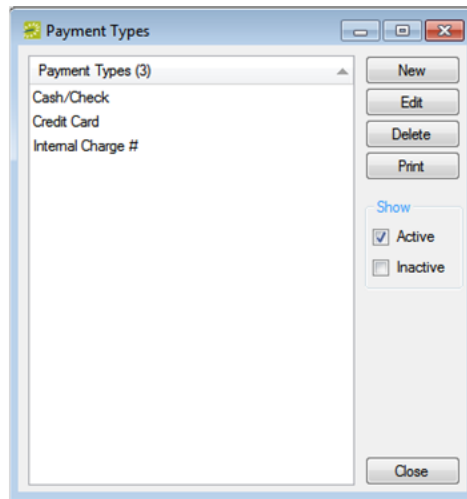 Payment Types
Payment Types (3)
Cash/Check
Credit Card
Internal Charge #
New
Edit
Delete
Print
Show
Active
Inactive
Close